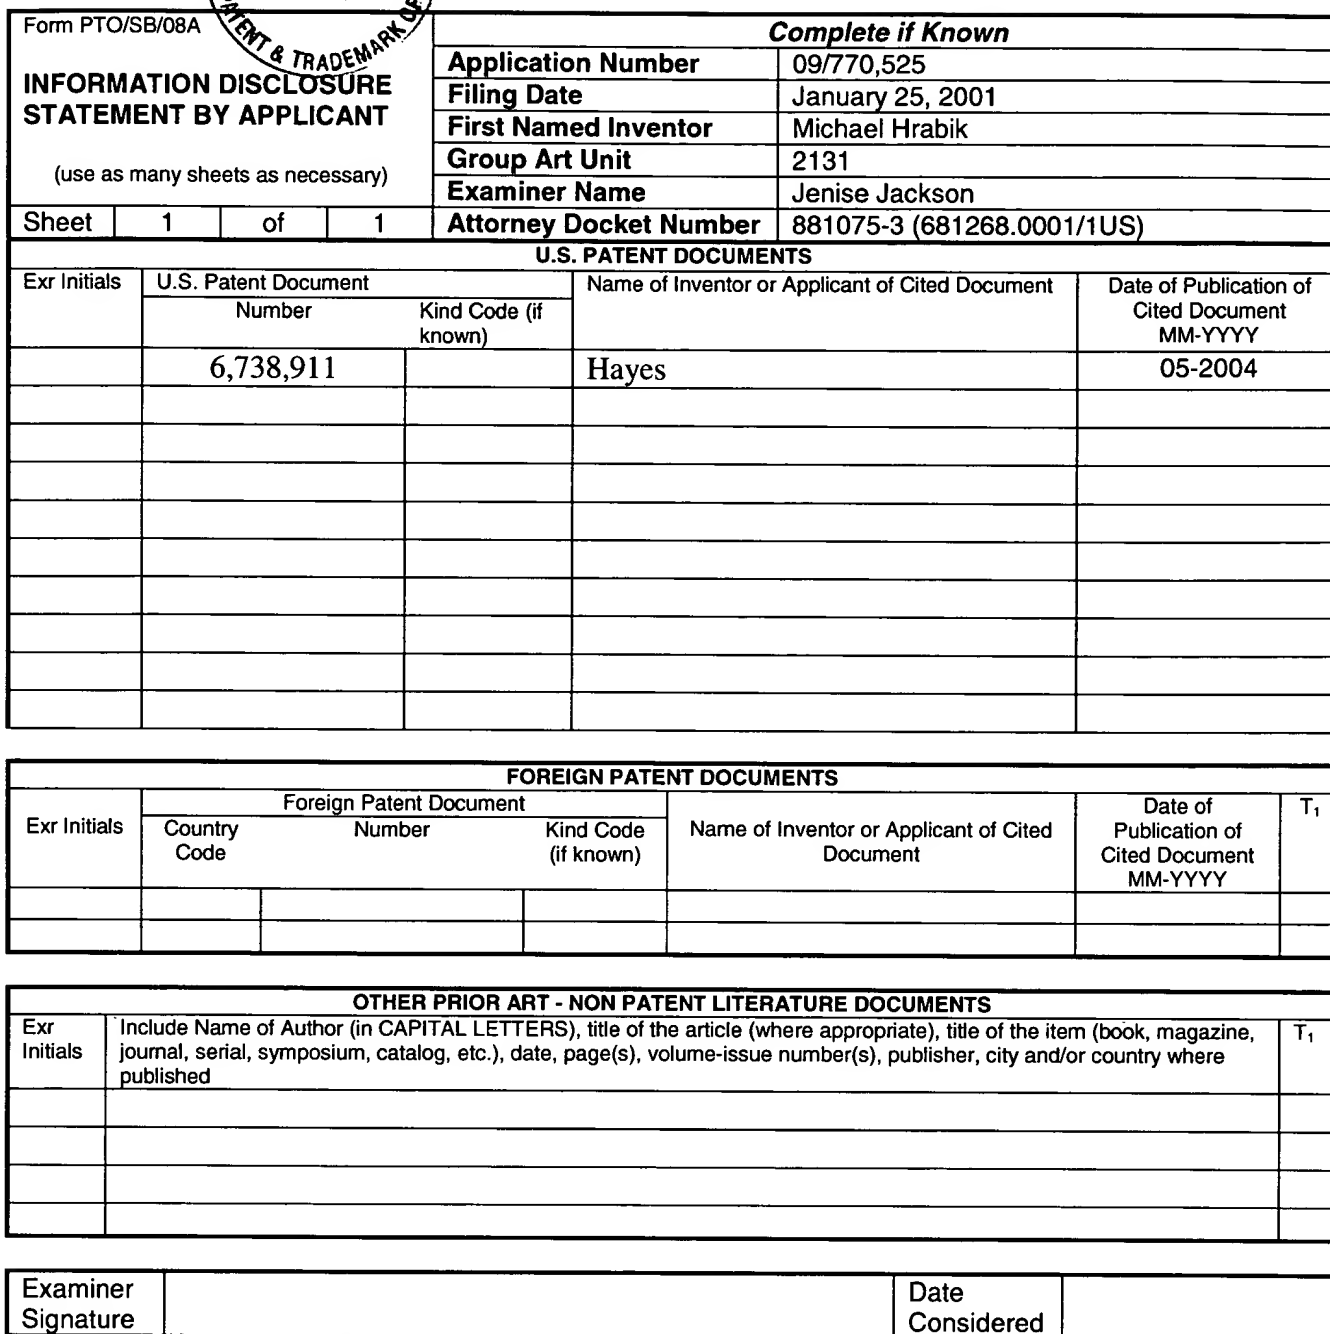 Form PTO/SB/08A
PATENT & TRADEMARK OF
INFORMATION DISCLOSURE
STATEMENT BY APPLICANT
(use as many sheets as necessary)
Sheet 1 of 1
Complete if Known
Application Number 09/770,525
Filing Date January 25, 2001
First Named Inventor Michael Hrabik
Group Art Unit 2131
Examiner Name Jenise Jackson
Attorney Docket Number 881075-3 (681268.0001/1US)
U.S. PATENT DOCUMENTS
Exr Initials
U.S. Patent Document
Number
Kind Code (if
known)
Name of Inventor or Applicant of Cited Document
Date of Publication of
Cited Document
MM-YYYY
6,738,911 Hayes 05-2004
FOREIGN PATENT DOCUMENTS
Exr Initials
Foreign Patent Document
Country
Code
Number
Kind Code
(if known)
Name of Inventor or Applicant of Cited
Document
Date of
Publication of
Cited Document
MM-YYYY
T1
OTHER PRIOR ART - NON PATENT LITERATURE DOCUMENTS
Exr
Initials
Include Name of Author (in CAPITAL LETTERS), title of the article (where appropriate), title of the item (book, magazine,
journal, serial, symposium, catalog, etc.), date, page(s), volume-issue number(s), publisher, city and/or country where
published
T1
Examiner
Signature
Date
Considered